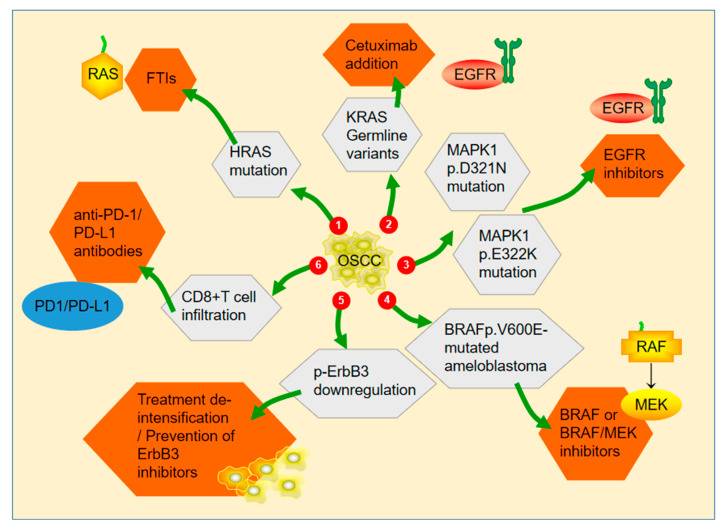 Cetuximab
addition
EGFR
RAS
FTIs
KRAS
Germline
variants
EGFR
HRAS
mutation
MAPK1
p.D321N
mutation
EGFR
inhibitors
anti-PD-1/
PD-L1
antibodies
1
2
MAPK1
p.E322K
mutation
OSCC
6
3
PD1/PD-L1
CD8+T cell
infiltration
5
4
BRAFp.V600E-
mutated
ameloblastoma
RAF
p-ErbB3
downregulation
MEK
Treatment de-
intensification
/ Prevention of
ErbB3
inhibitors
BRAF or
BRAF/MEK
inhibitors